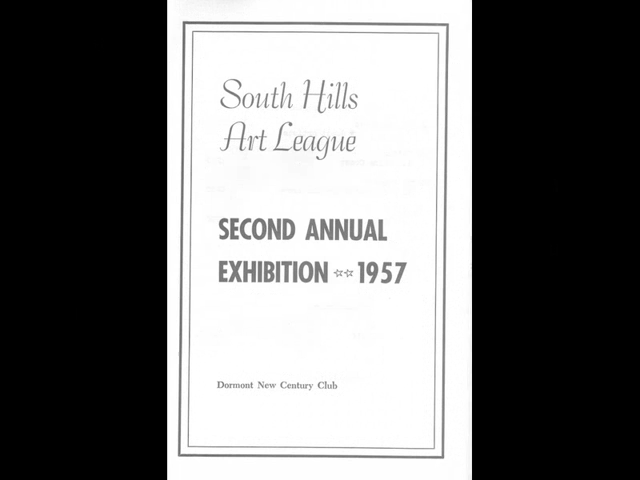 South Hills
Art League
SECOND ANNUAL
EXHIBITION ☆☆ 1957
Dormont New Century Club